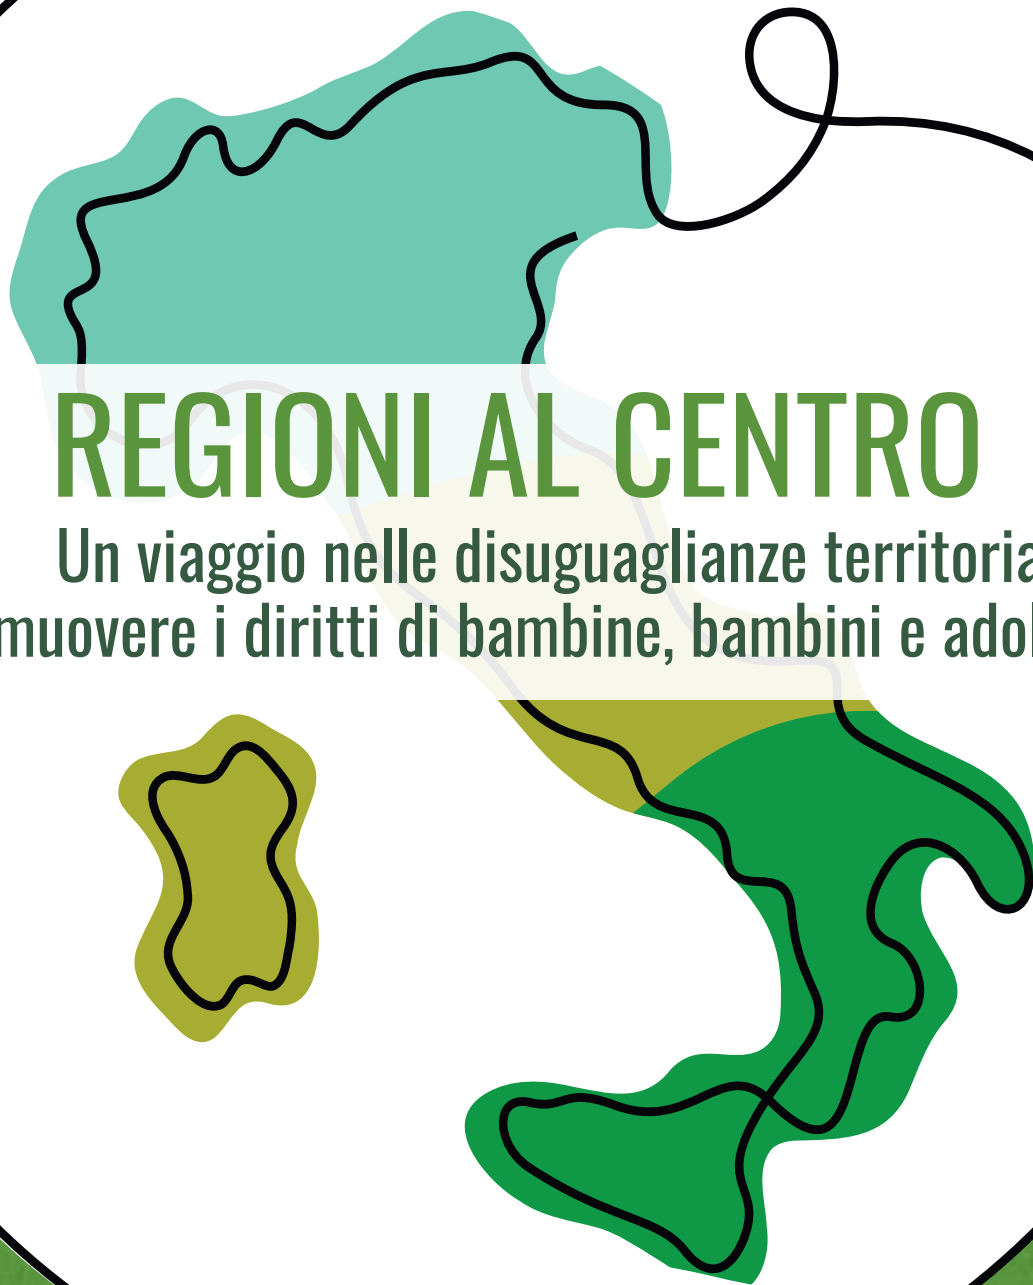 REGIONI AL CENTRO
Un viaggio nelle disuguaglianze territoria
muovere i diritti di bambine, bambini e adol